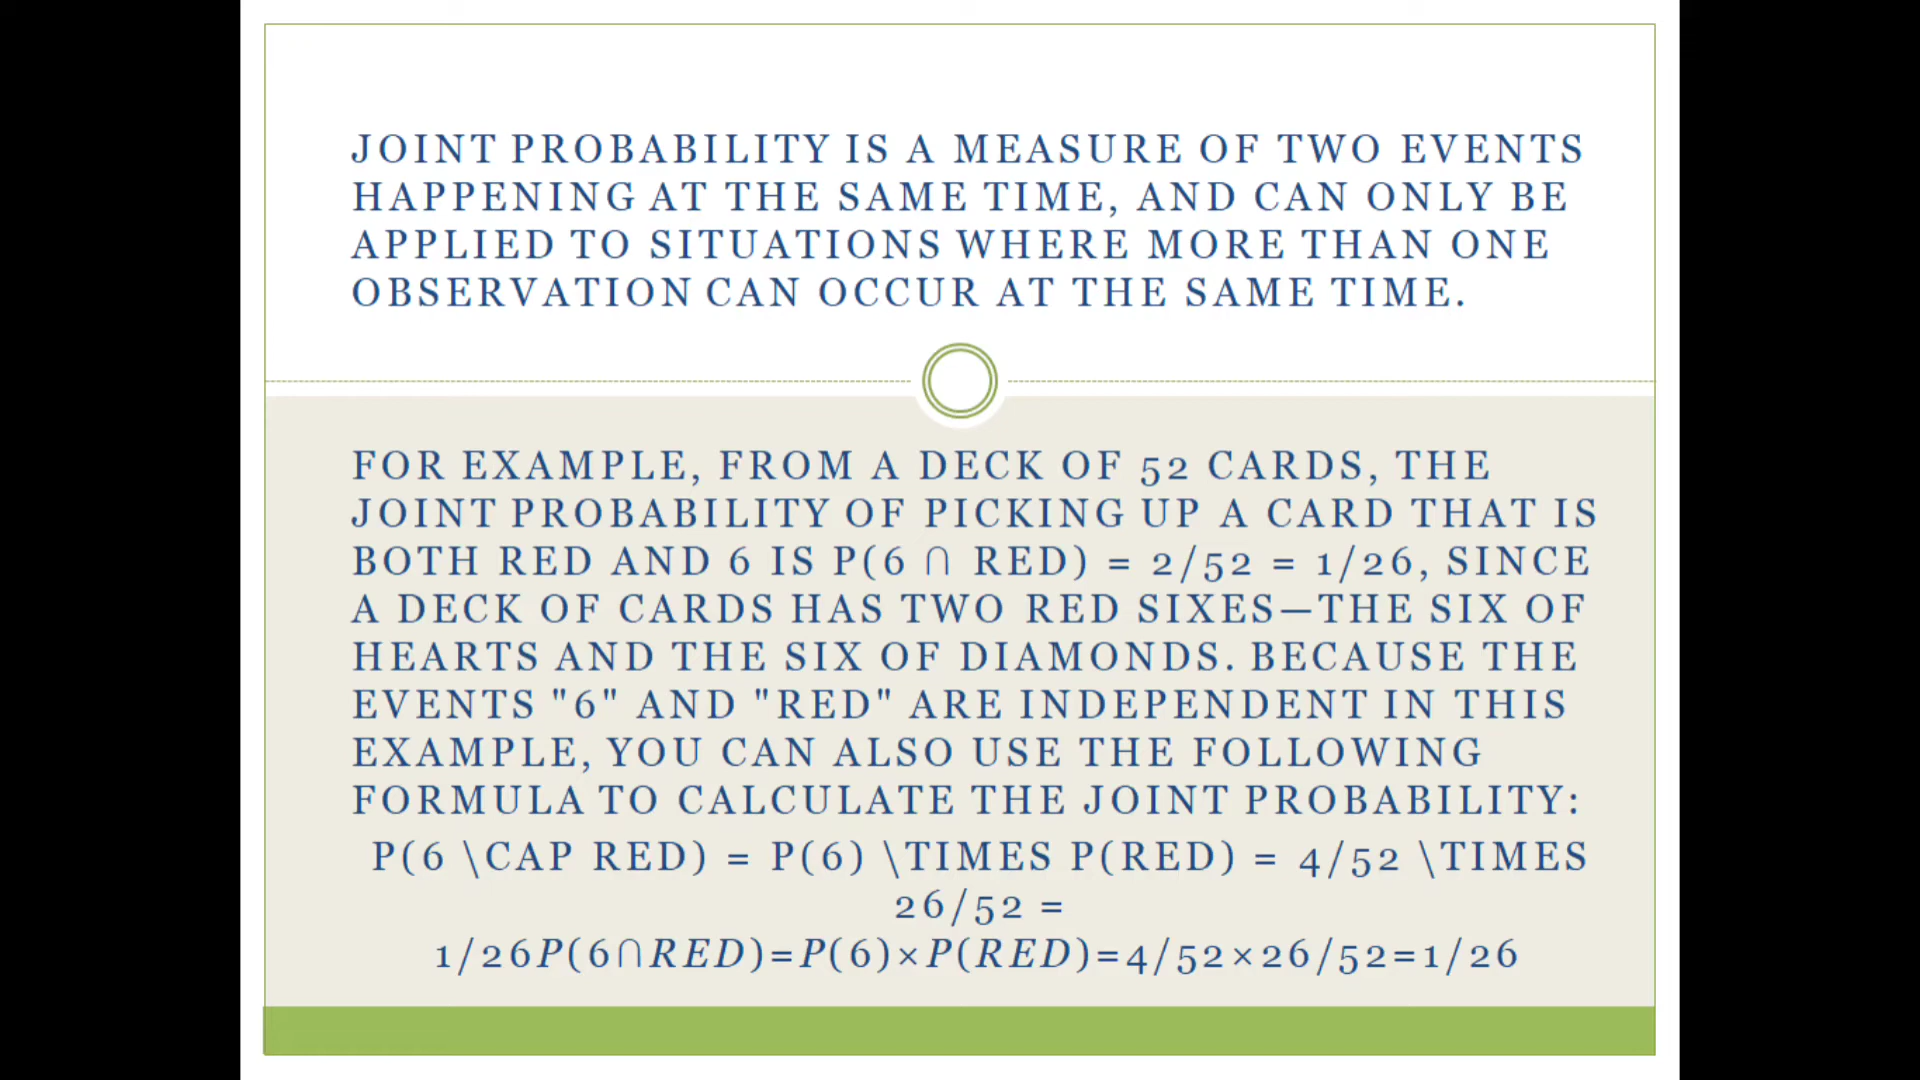 JOINT PROBABILITY IS A MEASURE OF TWO EVENTS
HAPPENING AT THE SAME TIME, AND CAN ONLY BE
APPLIED TO SITUATIONS WHERE MORE THAN ONE
OBSERVATION CAN OCCUR AT THE SAME TIME.
FOR EXAMPLE, FROM A DECK OF 52 CARDS, THE
JOINT PROBABILITY OF PICKING UP A CARD THAT IS
BOTH RED AND 6 IS P(6 ∩ RED) = 2/52 = 1/26, SINCE
A DECK OF CARDS HAS TWO RED SIXES—THE SIX OF
HEARTS AND THE SIX OF DIAMONDS. BECAUSE THE
EVENTS "6" AND "RED" ARE INDEPENDENT IN THIS
EXAMPLE, YOU CAN ALSO USE THE FOLLOWING
FORMULA TO CALCULATE THE JOINT PROBABILITY:
P(6 \CAP RED) = P(6) \TIMES P(RED) = 4/52 \TIMES
26/52 =
1/26P(6∩RED)=P(6)×P(RED)=4/52×26/52=1/26